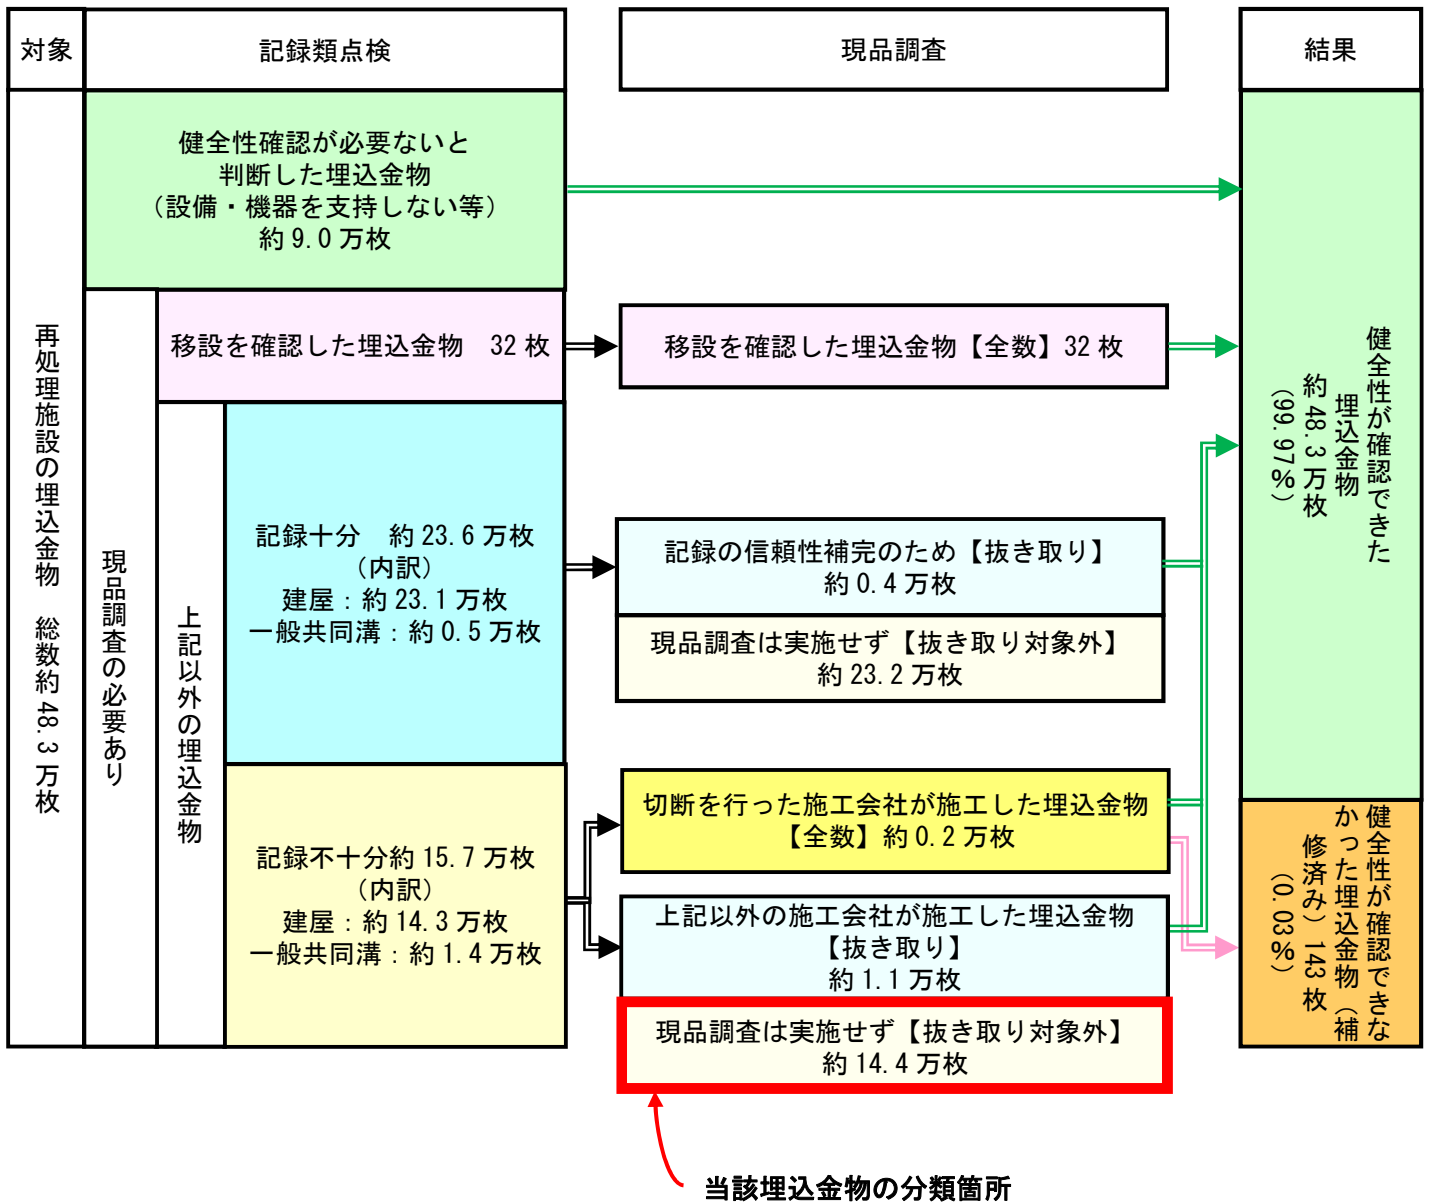 対象
記録類点検
現品調査
結果
再処理施設の埋込金物　総数約 48.3 万枚
健全性確認が必要ないと
判断した埋込金物
（設備・機器を支持しない等）
約 9.0 万枚
現品調査の必要あり
移設を確認した埋込金物　32 枚
移設を確認した埋込金物【全数】32 枚
上記以外の埋込金物
記録十分　約 23.6 万枚
（内訳）
建屋：約 23.1 万枚
一般共同溝：約 0.5 万枚
記録の信頼性補完のため【抜き取り】
約 0.4 万枚
現品調査は実施せず【抜き取り対象外】
約 23.2 万枚
記録不十分約 15.7 万枚
（内訳）
建屋：約 14.3 万枚
一般共同溝：約 1.4 万枚
切断を行った施工会社が施工した埋込金物
【全数】約 0.2 万枚
上記以外の施工会社が施工した埋込金物
【抜き取り】
約 1.1 万枚
現品調査は実施せず【抜き取り対象外】
約 14.4 万枚
健全性が確認できた
埋込金物
約 48.3 万枚
（99.97%）
健全性が確認できな
かった埋込金物（補
修済み）143 枚
（0.03%）
当該埋込金物の分類箇所